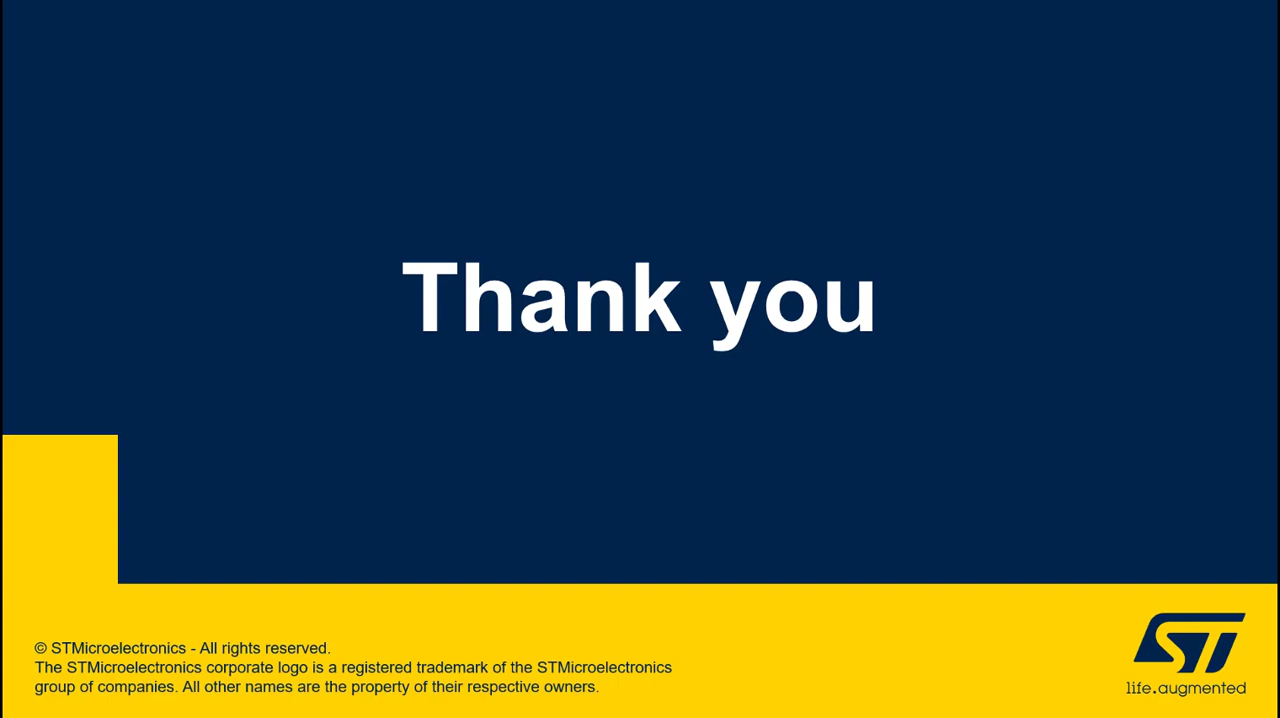 Thank you
© STMicroelectronics - All rights reserved.
The STMicroelectronics corporate logo is a registered trademark of the STMicroelectronics
group of companies. All other names are the property of their respective owners.
ST
life.augmented